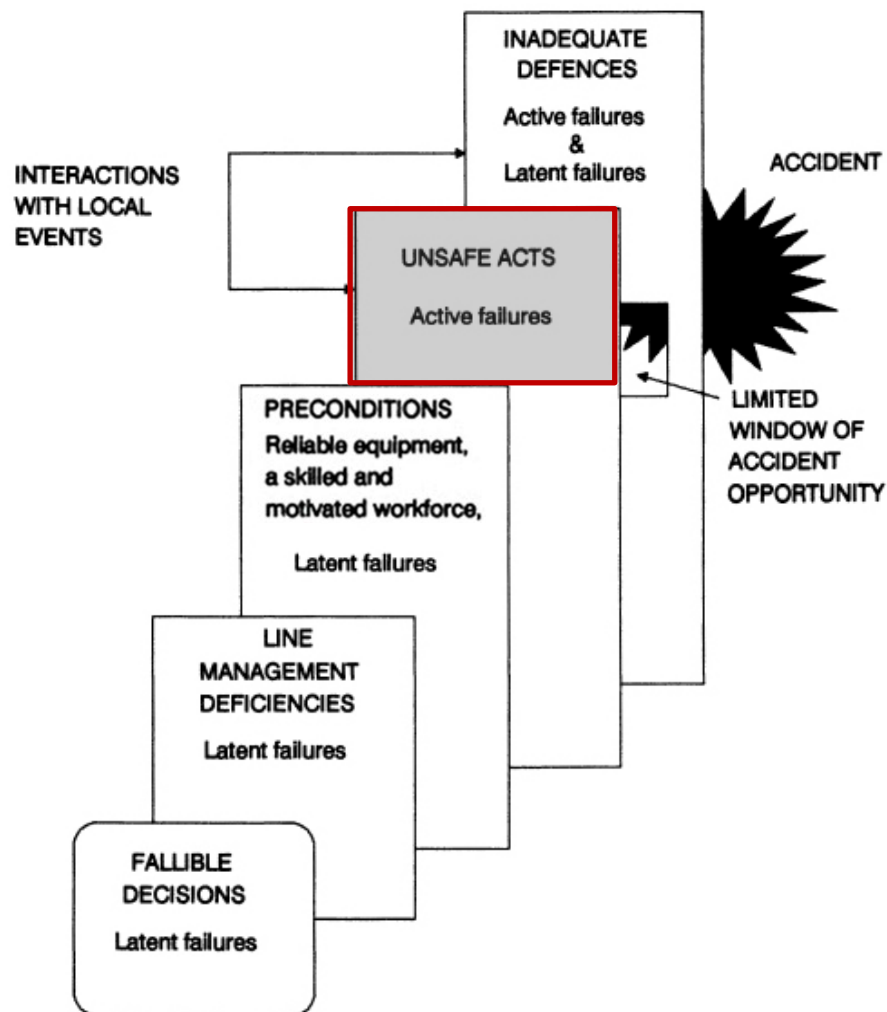 INADEQUATE
DEFENCES
Active failures
&
Latent failures
ACCIDENT
INTERACTIONS
WITH LOCAL
EVENTS
UNSAFE ACTS
Active failures
LIMITED
WINDOW OF
ACCIDENT
OPPORTUNITY
PRECONDITIONS
Reliable equipment,
a skilled and
motivated workforce,
Latent failures
LINE
MANAGEMENT
DEFICIENCIES
Latent failures
FALLIBLE
DECISIONS
Latent failures